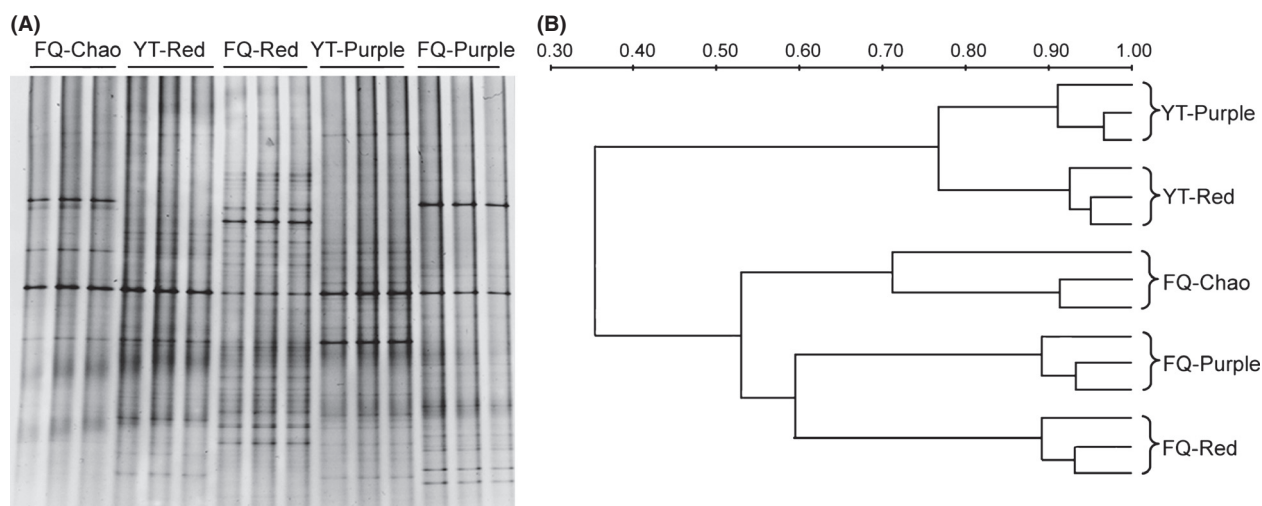 (A)
FQ-Chao YT-Red FQ-Red YT-Purple FQ-Purple
(B)
0.30 0.40 0.50 0.60 0.70 0.80 0.90 1.00
YT-Purple
YT-Red
FQ-Chao
FQ-Purple
FQ-Red